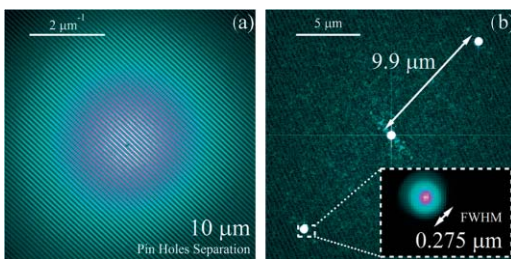 2 μm⁻¹
(a)
10 μm
Pin Holes Separation
5 μm
(b)
9.9 μm
FWHM
0.275 μm